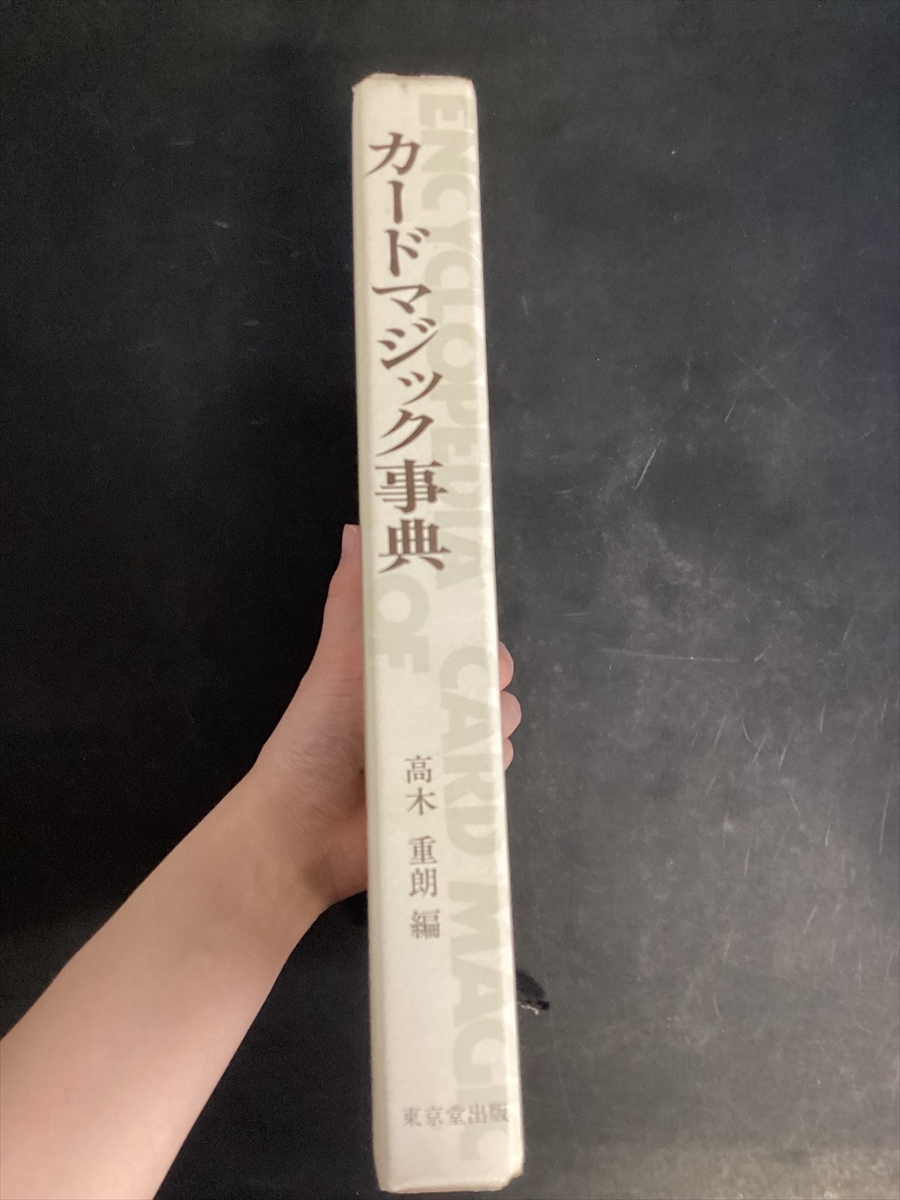 カードマジック事典
ENCYCLOPEDIA
OF
CARD MAGIC
高木 重朗 編
東京堂出版